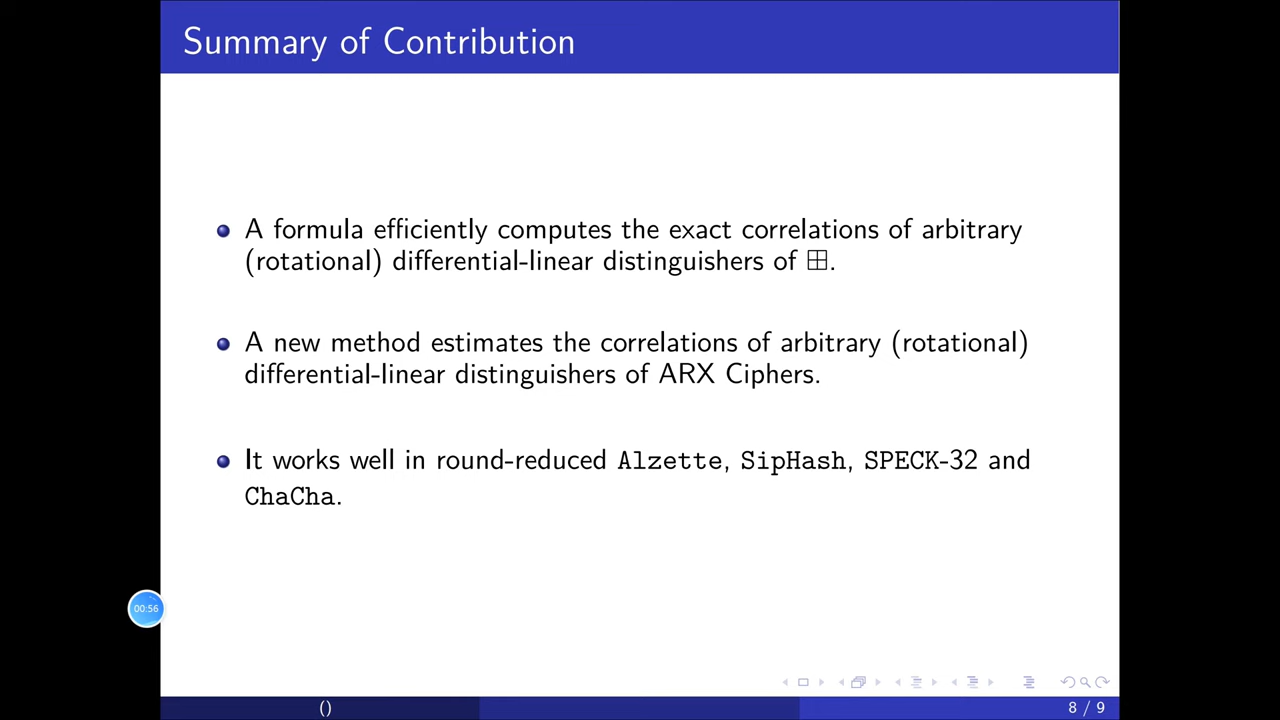 Summary of Contribution
A formula efficiently computes the exact correlations of arbitrary
(rotational) differential-linear distinguishers of ⊞.
A new method estimates the correlations of arbitrary (rotational)
differential-linear distinguishers of ARX Ciphers.
It works well in round-reduced Alzette, SipHash, SPECK-32 and
ChaCha.
00:56
()
8 / 9